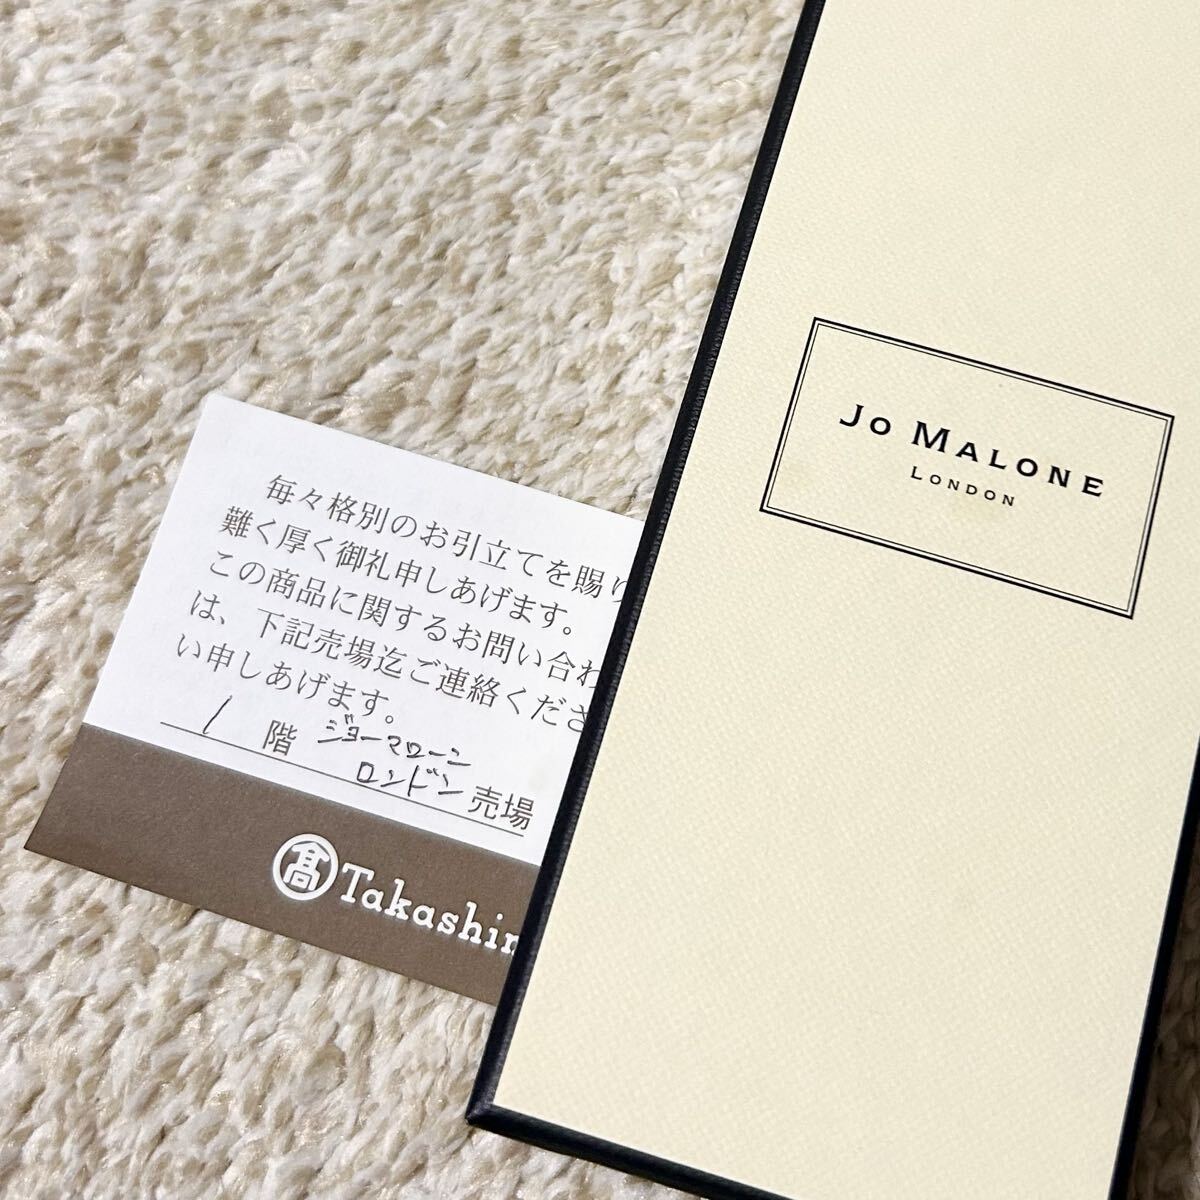 毎々格別のお引立てを賜り
難く厚く御礼申しあげます。
この商品に関するお問い合わ
は、下記売場迄ご連絡くださ
い申しあげます。
1 階 ジョーマローン
ロンドン 売場
髙 Takashim
JO MALONE
LONDON